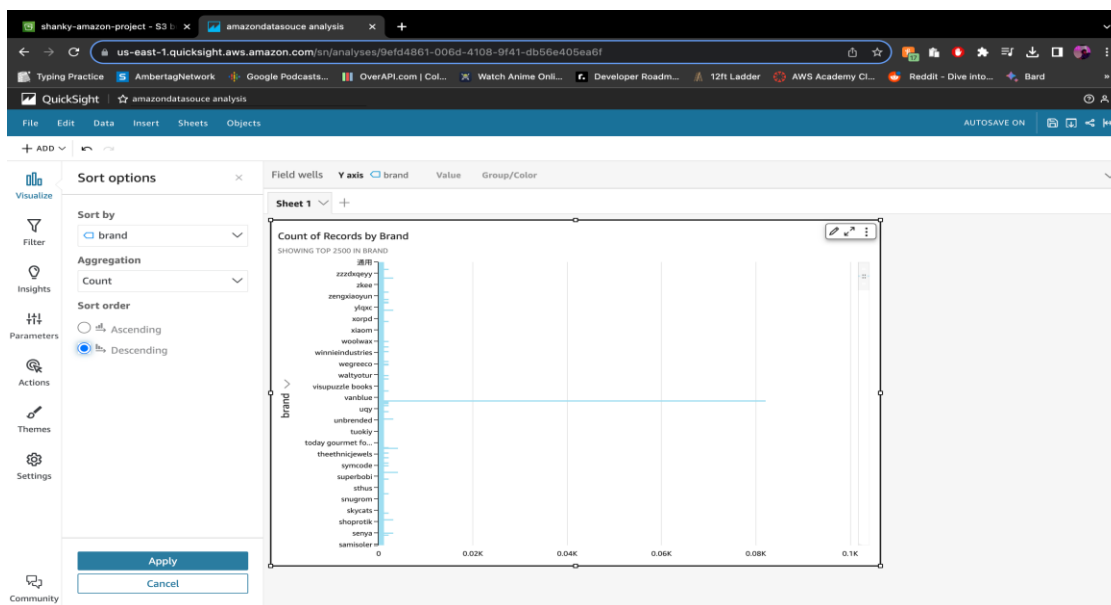 shanky-amazon-project - S3 b
amazondatasouce analysis
us-east-1.quicksight.aws.amazon.com/sn/analyses/9efd4861-006d-4108-9f41-db56e405ea6f
Typing Practice
AmbertagNetwork
Google Podcasts...
OverAPI.com | Col...
Watch Anime Onli...
Developer Roadm...
12ft Ladder
AWS Academy Cl...
Reddit - Dive into...
Bard
QuickSight
amazondatasouce analysis
File Edit Data Insert Sheets Objects
AUTOSAVE ON
+ ADD
Visualize
Filter
Insights
Parameters
Actions
Themes
Settings
Community
Sort options
Sort by
brand
Aggregation
Count
Sort order
Ascending
Descending
Apply
Cancel
Field wells Y axis brand Value Group/Color
Sheet 1
Count of Records by Brand
SHOWING TOP 2500 IN BRAND
brand
通用
zzzdxqeyy
zkee
zengxiaoyun
ylqxc
xorpd
xiaom
woolwax
winnieindustries
wegreeco
waltyotur
visupuzzle books
vanblue
uqy
unbrended
tuokiy
today gourmet fo...
theethnicjewels
symcode
superbobi
sthus
snugrom
skycats
shoprotik
senya
samisoler
0 0.02K 0.04K 0.06K 0.08K 0.1K